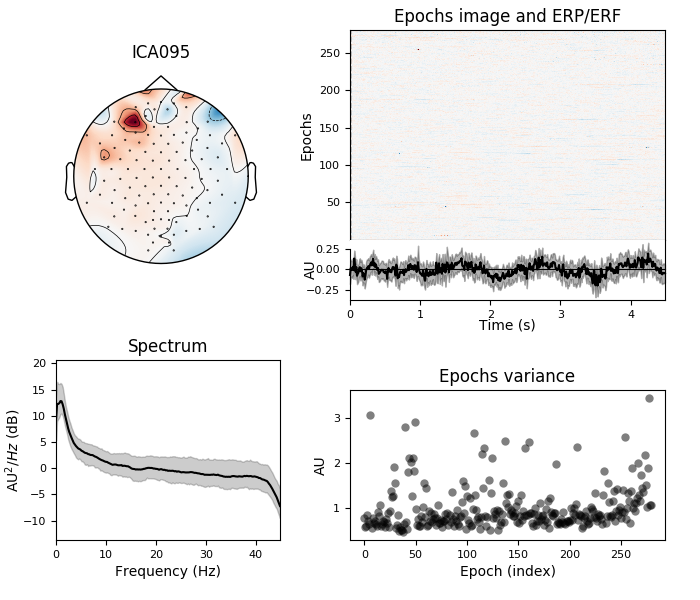 ICA095
Epochs image and ERP/ERF
Epochs
250
200
150
100
50
AU
0.25
0.00
−0.25
0 1 2 3 4
Time (s)
Spectrum
AU²/Hz (dB)
20
15
10
5
0
−5
−10
0 20 40
Frequency (Hz)
Epochs variance
AU
3
2
1
0 50 100 150 200 250
Epoch (index)